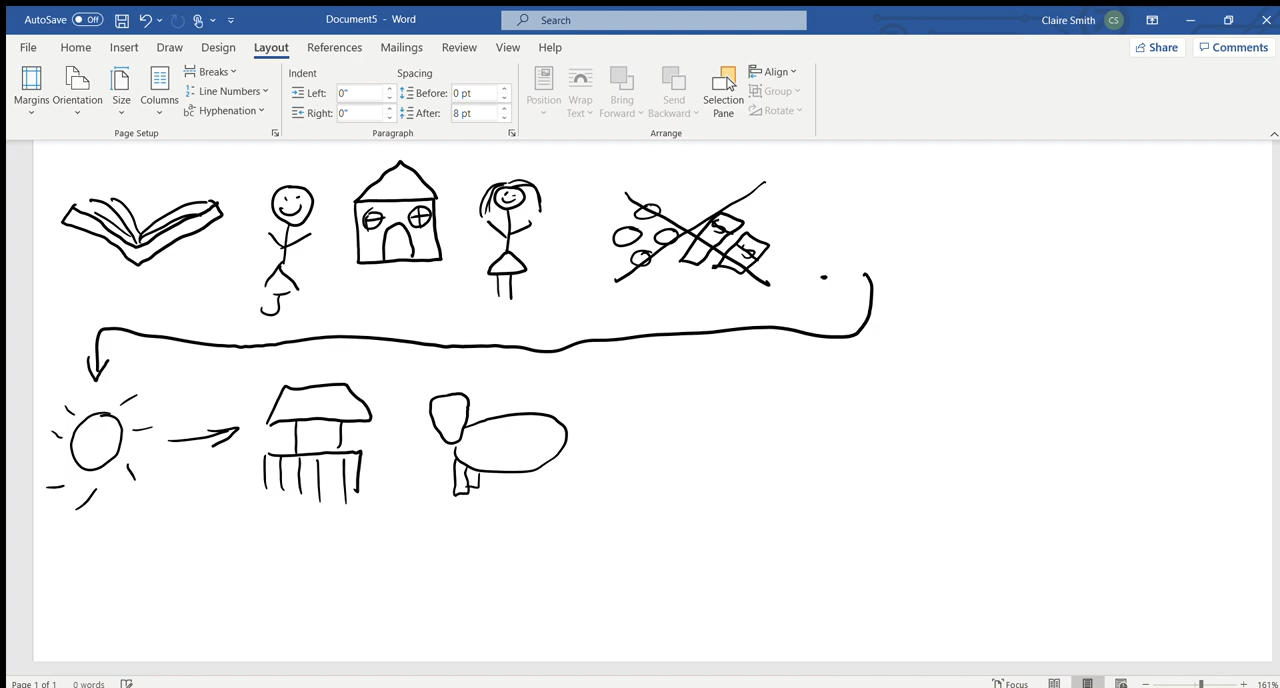 AutoSave Off Document5 - Word Search Claire Smith CS
File Home Insert Draw Design Layout References Mailings Review View Help Share Comments
Margins Orientation Size Columns Breaks Line Numbers Hyphenation
Page Setup
Indent Spacing
Left: 0" Before: 0 pt
Right: 0" After: 8 pt
Paragraph
Position Wrap Text Bring Forward Send Backward Selection Pane Align Group Rotate
Arrange
$ $
Page 1 of 1 0 words Focus 161%